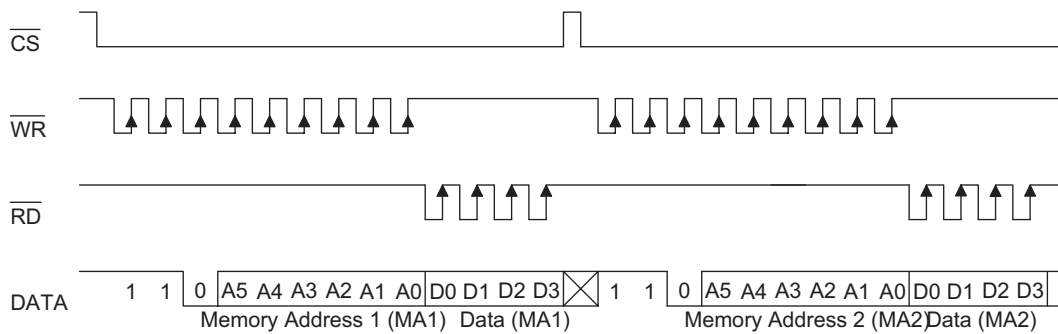 CS
WR
RD
DATA 1 1 0 A5 A4 A3 A2 A1 A0 D0 D1 D2 D3 1 1 0 A5 A4 A3 A2 A1 A0 D0 D1 D2 D3
Memory Address 1 (MA1) Data (MA1) Memory Address 2 (MA2) Data (MA2)